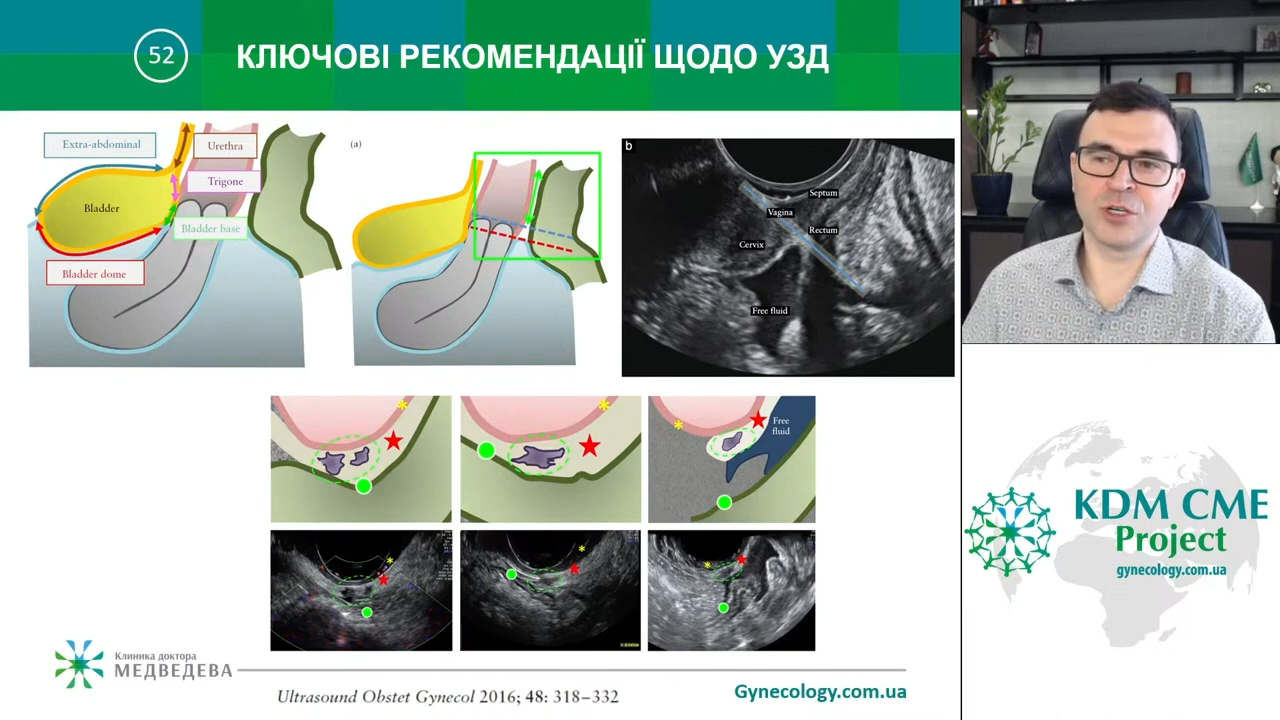 52
КЛЮЧОВІ РЕКОМЕНДАЦІЇ ЩОДО УЗД
Extra-abdominal
Urethra
Trigone
Bladder
Bladder base
Bladder dome
(a)
b
Septum
Vagina
Rectum
Cervix
Free fluid
Free
fluid
Клиника доктора
МЕДВЕДЕВА
Ultrasound Obstet Gynecol 2016; 48: 318–332
Gynecology.com.ua
KDM CME
Project
gynecology.com.ua